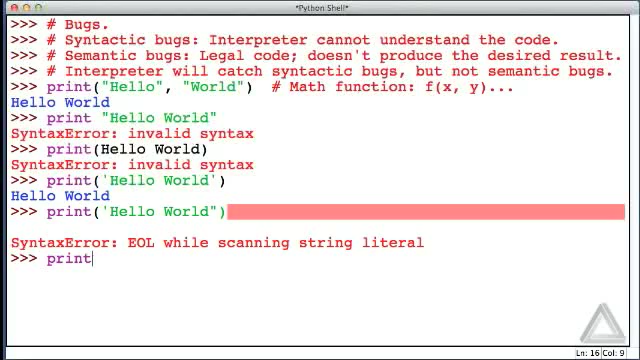 *Python Shell*
>>> # Bugs.
>>> # Syntactic bugs: Interpreter cannot understand the code.
>>> # Semantic bugs: Legal code; doesn't produce the desired result.
>>> # Interpreter will catch syntactic bugs, but not semantic bugs.
>>> print("Hello", "World")  # Math function: f(x, y)...
Hello World
>>> print "Hello World"
SyntaxError: invalid syntax
>>> print(Hello World)
SyntaxError: invalid syntax
>>> print('Hello World')
Hello World
>>> print('Hello World")
SyntaxError: EOL while scanning string literal
>>> print
Ln: 16 Col: 9